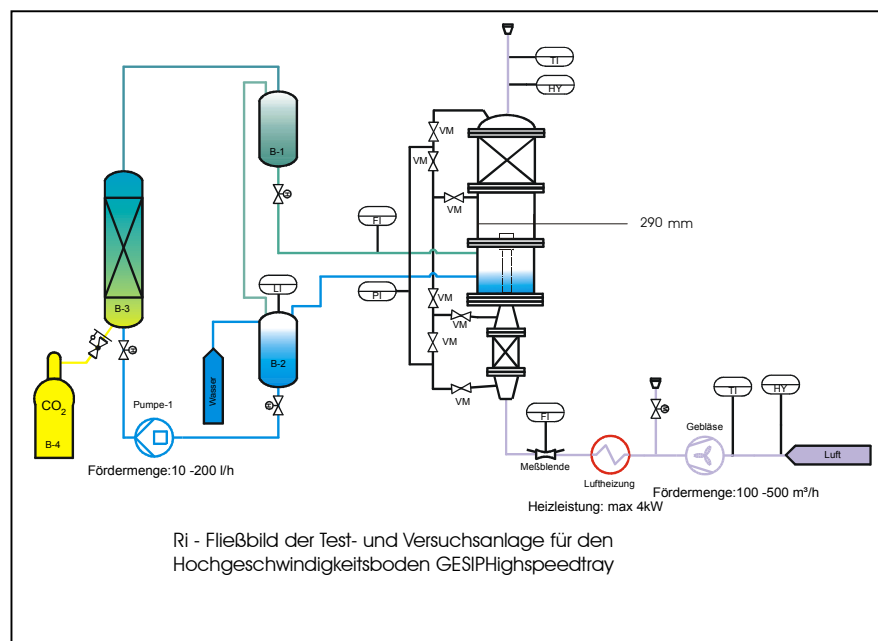 TI
HY
VM
VM
B-1
H
VM
290 mm
FI
LI
PI
B-3
VM
VM
VM
H
B-2
Wasser
H
VM
CO2
B-4
Pumpe-1
Fördermenge:10 -200 l/h
FI
Meßblende
Luftheizung
Heizleistung: max 4kW
H
Gebläse
TI
HY
Luft
Fördermenge:100 -500 m³/h
Ri - Fließbild der Test- und Versuchsanlage für den
Hochgeschwindigkeitsboden GESIPHighspeedtray